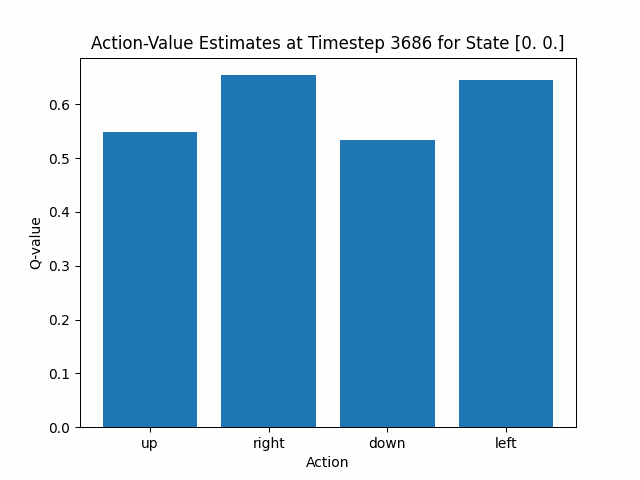 Action-Value Estimates at Timestep 3686 for State [0. 0.]
0.6
0.5
0.4
0.3
0.2
0.1
0.0
Q-value
up right down left
Action